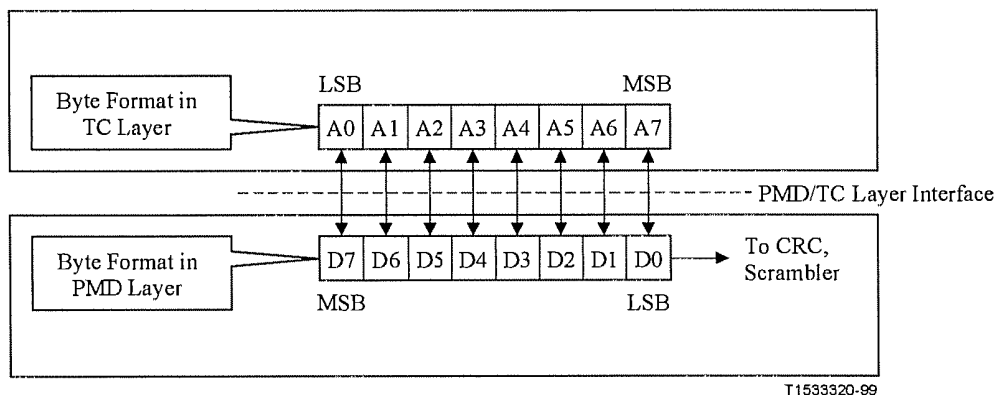 LSB MSB
Byte Format in
TC Layer
A0 A1 A2 A3 A4 A5 A6 A7
PMD/TC Layer Interface
Byte Format in
PMD Layer
D7 D6 D5 D4 D3 D2 D1 D0
To CRC,
Scrambler
MSB LSB
T1533320-99